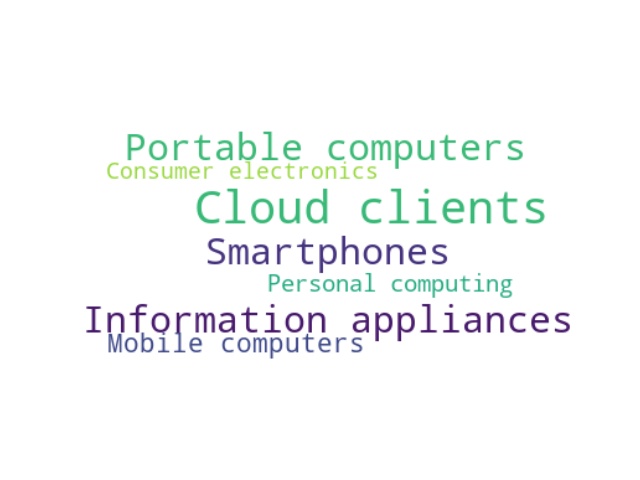 Portable computers
Consumer electronics
Cloud clients
Smartphones
Personal computing
Information appliances
Mobile computers